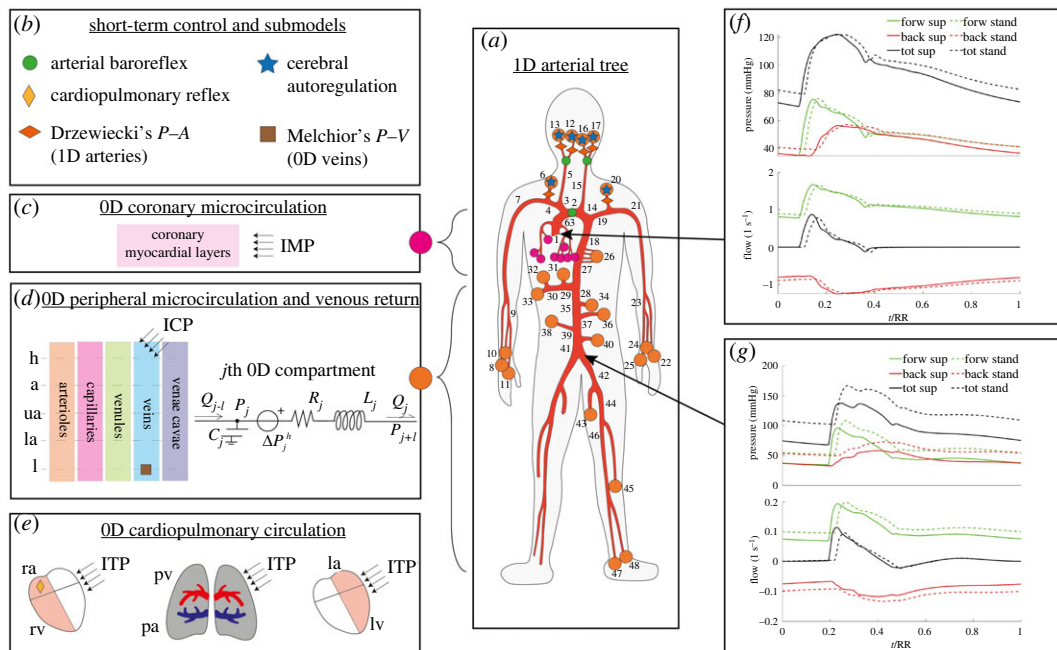 (b)
short-term control and submodels
arterial baroreflex
cerebral
autoregulation
cardiopulmonary reflex
Drzewiecki's P–A
(1D arteries)
Melchior's P–V
(0D veins)
(c)
0D coronary microcirculation
coronary
myocardial layers
IMP
(d)
0D peripheral microcirculation and venous return
ICP
h
a
ua
la
l
arterioles
capillaries
venules
veins
venae cavae
jth 0D compartment
Q_{j-l} P_j R_j L_j Q_j
C_j ΔP_j^h + P_{j+l}
(e)
0D cardiopulmonary circulation
ra ITP pv ITP la ITP
rv pa lv
(a)
1D arterial tree
13 12 16 17
6 5 15 20
7 4 3 2 14 19 21
63
1 18
26
32 31 27
33 30 29 28 34
35 36
9 23
38 37
39 40
41
10 24
8 25 22
11
42
44
43
46
45
47 48
(f)
forw sup forw stand
back sup back stand
tot sup tot stand
pressure (mmHg)
120
100
80
60
40
flow (1 s⁻¹)
2
1
0
−1
0 0.2 0.4 0.6 0.8 1
t/RR
(g)
forw sup forw stand
back sup back stand
tot sup tot stand
pressure (mmHg)
200
150
100
50
0
flow (1 s⁻¹)
0.2
0.1
0
−0.1
−0.2
0 0.2 0.4 0.6 0.8 1
t/RR